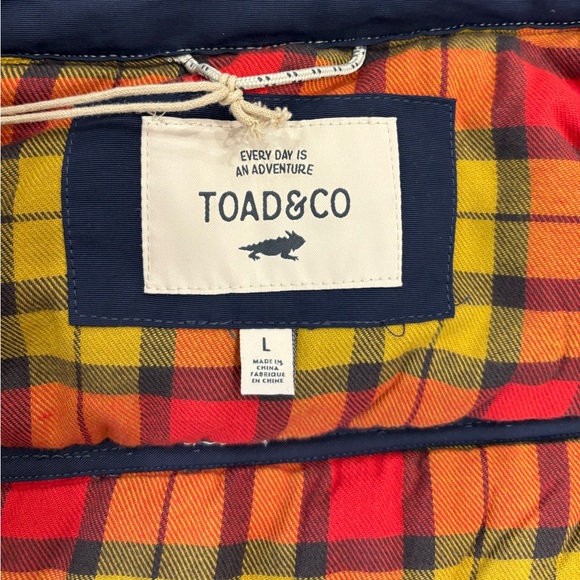 EVERY DAY IS
AN ADVENTURE
TOAD&CO
L
MADE IN
CHINA
FABRIQUÉ
EN CHINE